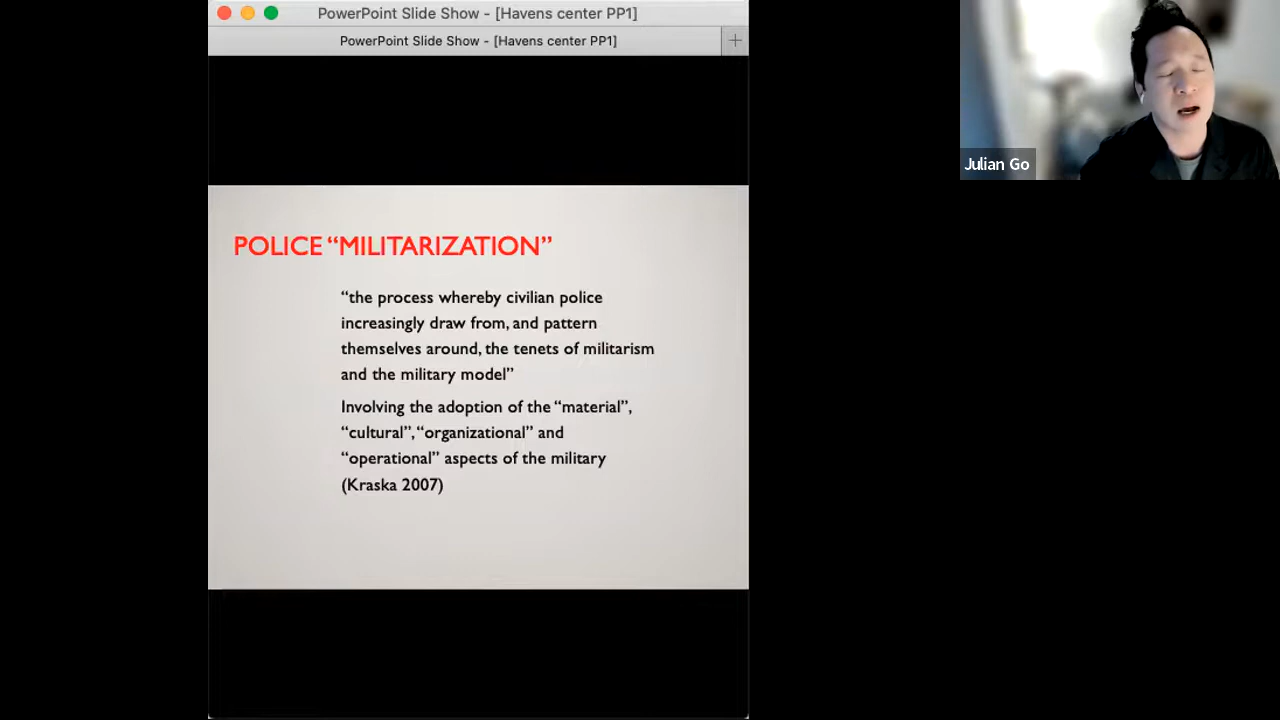 PowerPoint Slide Show - [Havens center PP1]
PowerPoint Slide Show - [Havens center PP1]
Julian Go
POLICE “MILITARIZATION”
“the process whereby civilian police
increasingly draw from, and pattern
themselves around, the tenets of militarism
and the military model”
Involving the adoption of the “material”,
“cultural”, “organizational” and
“operational” aspects of the military
(Kraska 2007)